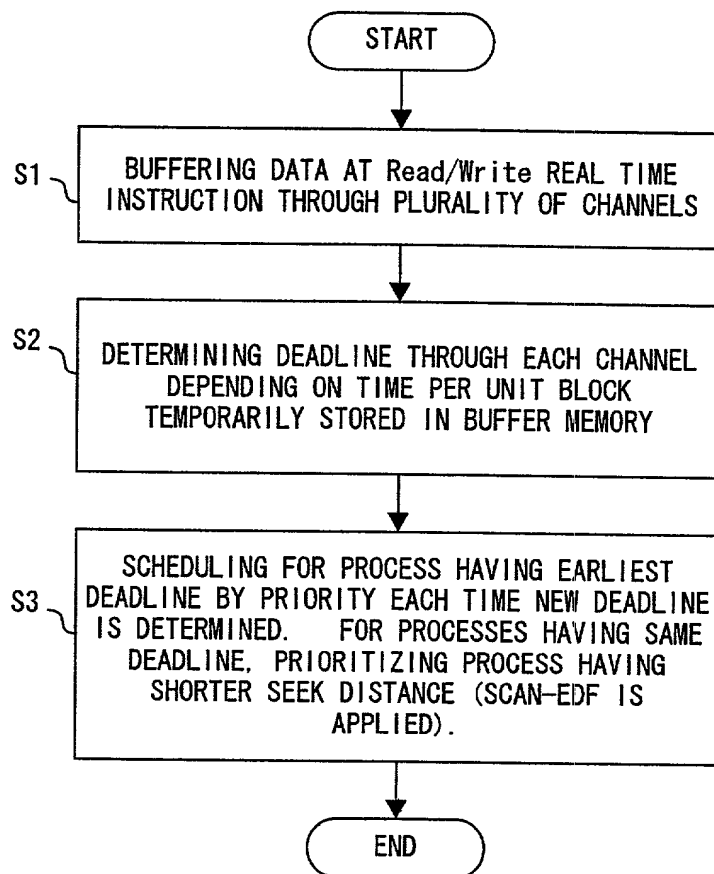 START
S1
BUFFERING DATA AT Read/Write REAL TIME
INSTRUCTION THROUGH PLURALITY OF CHANNELS
S2
DETERMINING DEADLINE THROUGH EACH CHANNEL
DEPENDING ON TIME PER UNIT BLOCK
TEMPORARILY STORED IN BUFFER MEMORY
S3
SCHEDULING FOR PROCESS HAVING EARLIEST
DEADLINE BY PRIORITY EACH TIME NEW DEADLINE
IS DETERMINED. FOR PROCESSES HAVING SAME
DEADLINE, PRIORITIZING PROCESS HAVING
SHORTER SEEK DISTANCE (SCAN-EDF IS
APPLIED).
END